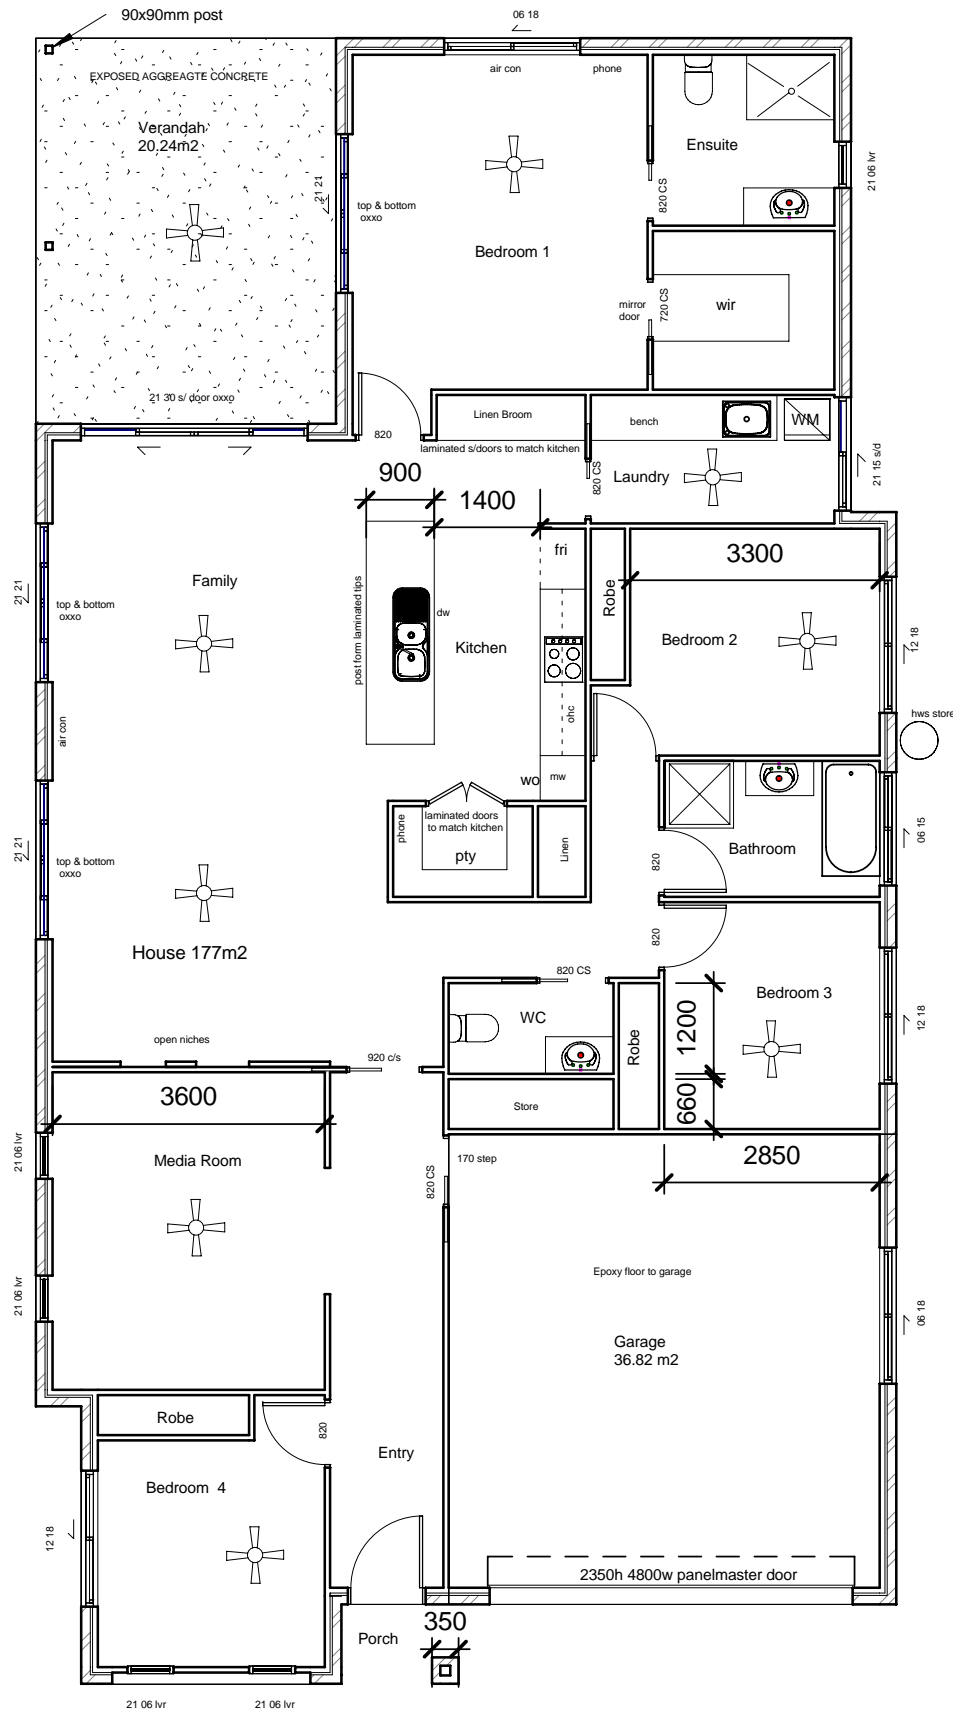 90x90mm post
06 18
EXPOSED AGGREAGTE CONCRETE
air con
phone
Verandah
20.24m2
Ensuite
21 06 lvr
21 21
820 CS
top & bottom
oxxo
Bedroom 1
mirror
door
720 CS
wir
21 30 s/ door oxxo
Linen Broom
bench
WM
820
laminated s/doors to match kitchen
820 CS
Laundry
21 15 s/d
900
1400
fri
3300
Family
21 21
top & bottom
oxxo
post form laminated tips
dw
Kitchen
Robe
Bedroom 2
12 18
ohc
hws store
air con
wo
mw
phone
laminated doors
to match kitchen
pty
Linen
21 21
top & bottom
oxxo
820
Bathroom
06 15
House 177m2
820
820 CS
Bedroom 3
WC
1200
12 18
open niches
920 c/s
Robe
3600
Store
660
21 06 lvr
Media Room
820 CS
170 step
2850
21 06 lvr
Epoxy floor to garage
06 18
Garage
36.82 m2
Robe
820
Entry
Bedroom 4
12 18
2350h 4800w panelmaster door
350
Porch
21 06 lvr
21 06 lvr